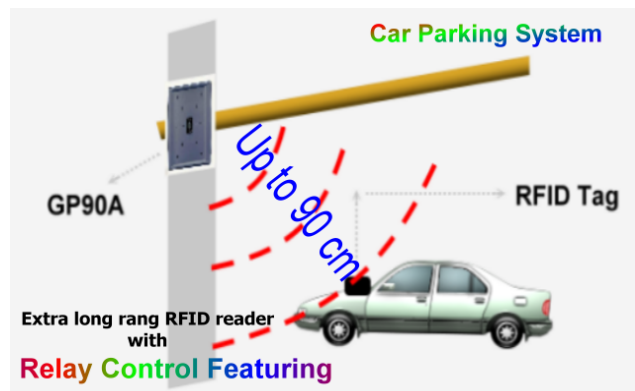 Car Parking System
Up to 90 cm
GP90A
RFID Tag
Extra long rang RFID reader
with
Relay Control Featuring